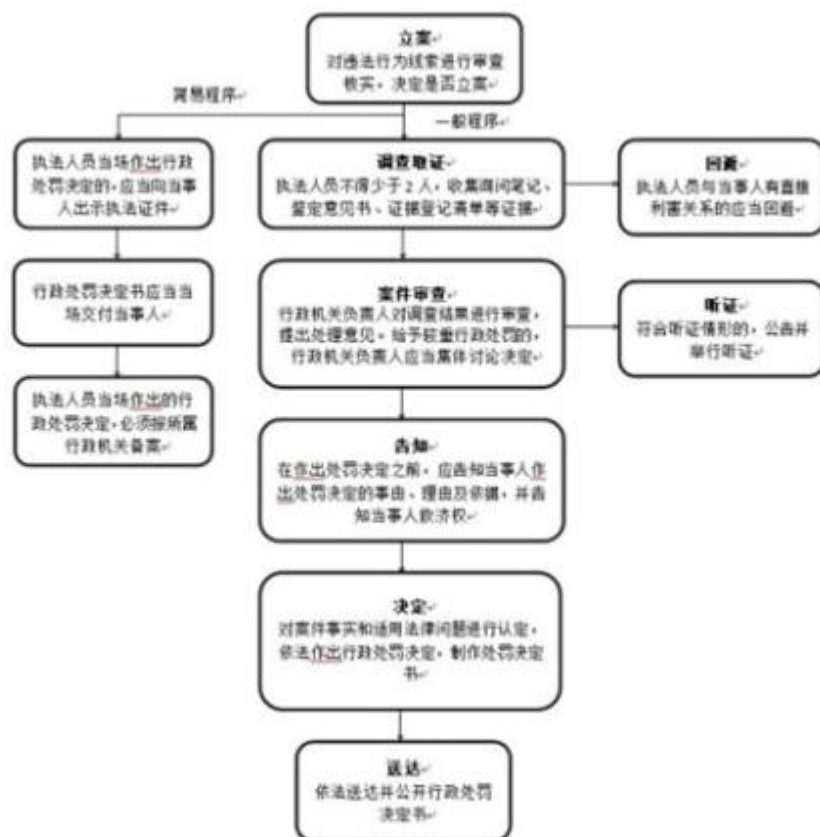 立案
对违法行为线索进行审查
核实，决定是否立案
简易程序
一般程序
执法人员当场作出行政
处罚决定的，应当向当事
人出示执法证件
调查取证
执法人员不得少于 2 人，收集询问笔记、
鉴定意见书、证据登记清单等证据
回避
执法人员与当事人有直接
利害关系的应当回避
行政处罚决定书应当当
场交付当事人
案件审查
行政机关负责人对调查结果进行审查，
提出处理意见。给予较重行政处罚的，
行政机关负责人应当集体讨论决定
听证
符合听证情形的，公告并
举行听证
执法人员当场作出的行
政处罚决定，必须报所属
行政机关备案
告知
在作出处罚决定之前，应告知当事人作
出处罚决定的事由、理由及依据，并告
知当事人救济权
决定
对案件事实和适用法律问题进行认定，
依法作出行政处罚决定，制作处罚决定
书
送达
依法送达并公开行政处罚
决定书